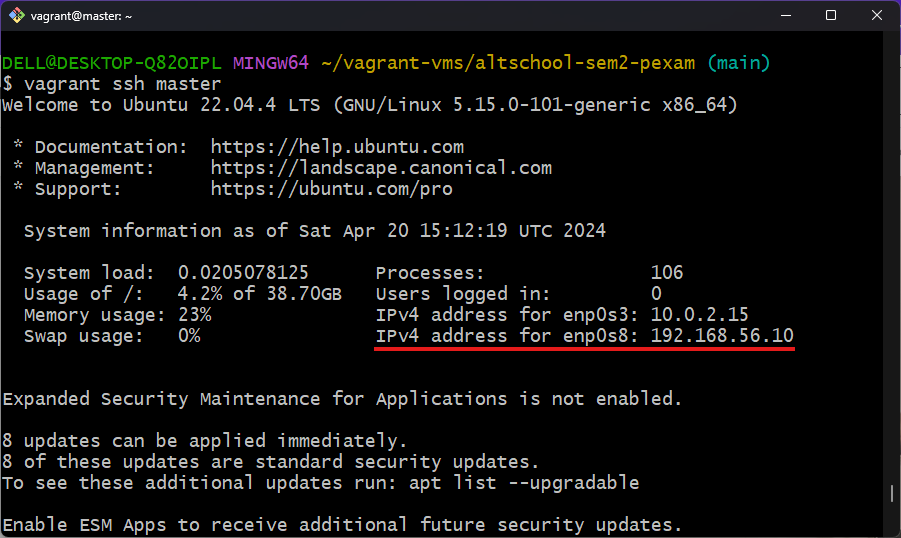 vagrant@master: ~
DELL@DESKTOP-Q82OIPL MINGW64 ~/vagrant-vms/altschool-sem2-pexam (main)
$ vagrant ssh master
Welcome to Ubuntu 22.04.4 LTS (GNU/Linux 5.15.0-101-generic x86_64)
* Documentation:  https://help.ubuntu.com
* Management:     https://landscape.canonical.com
* Support:        https://ubuntu.com/pro
System information as of Sat Apr 20 15:12:19 UTC 2024
System load:  0.0205078125      Processes:               106
Usage of /:   4.2% of 38.70GB   Users logged in:         0
Memory usage: 23%               IPv4 address for enp0s3: 10.0.2.15
Swap usage:   0%                IPv4 address for enp0s8: 192.168.56.10
Expanded Security Maintenance for Applications is not enabled.
8 updates can be applied immediately.
8 of these updates are standard security updates.
To see these additional updates run: apt list --upgradable
Enable ESM Apps to receive additional future security updates.